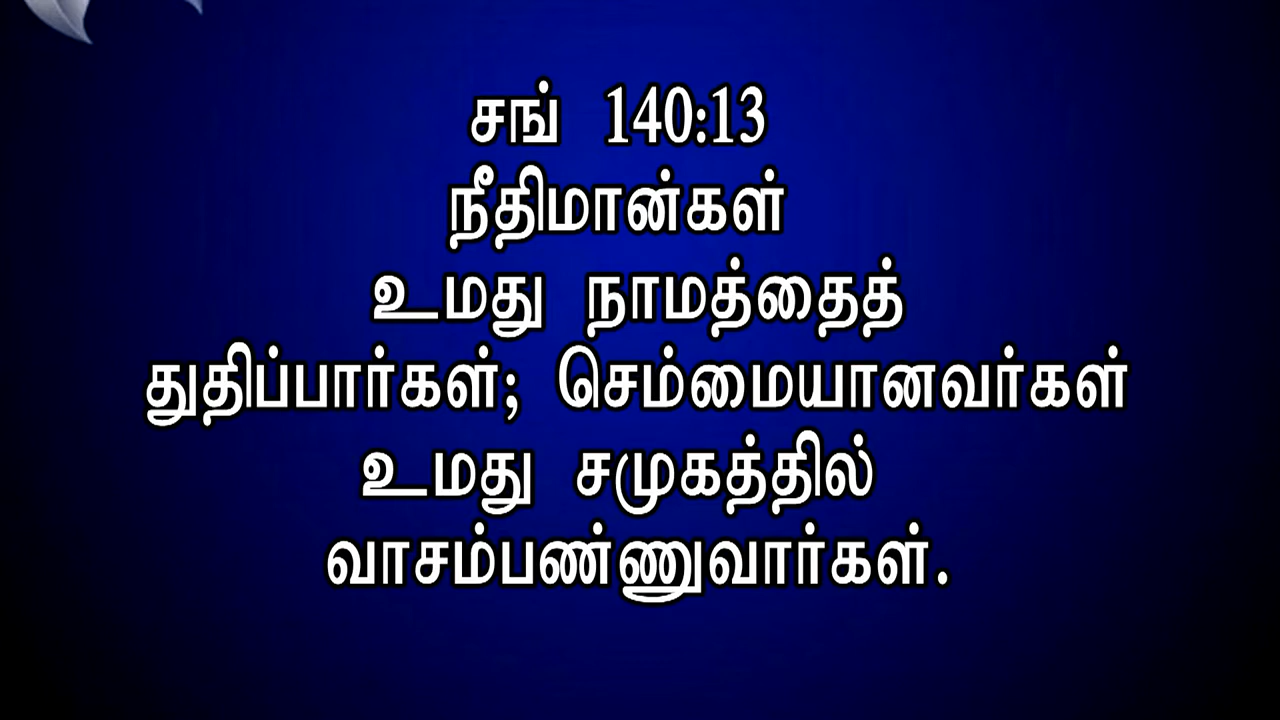 சங் 140:13
நீதிமான்கள்
உமது நாமத்தைத்
துதிப்பார்கள்; செம்மையானவர்கள்
உமது சமுகத்தில்
வாசம்பண்ணுவார்கள்.